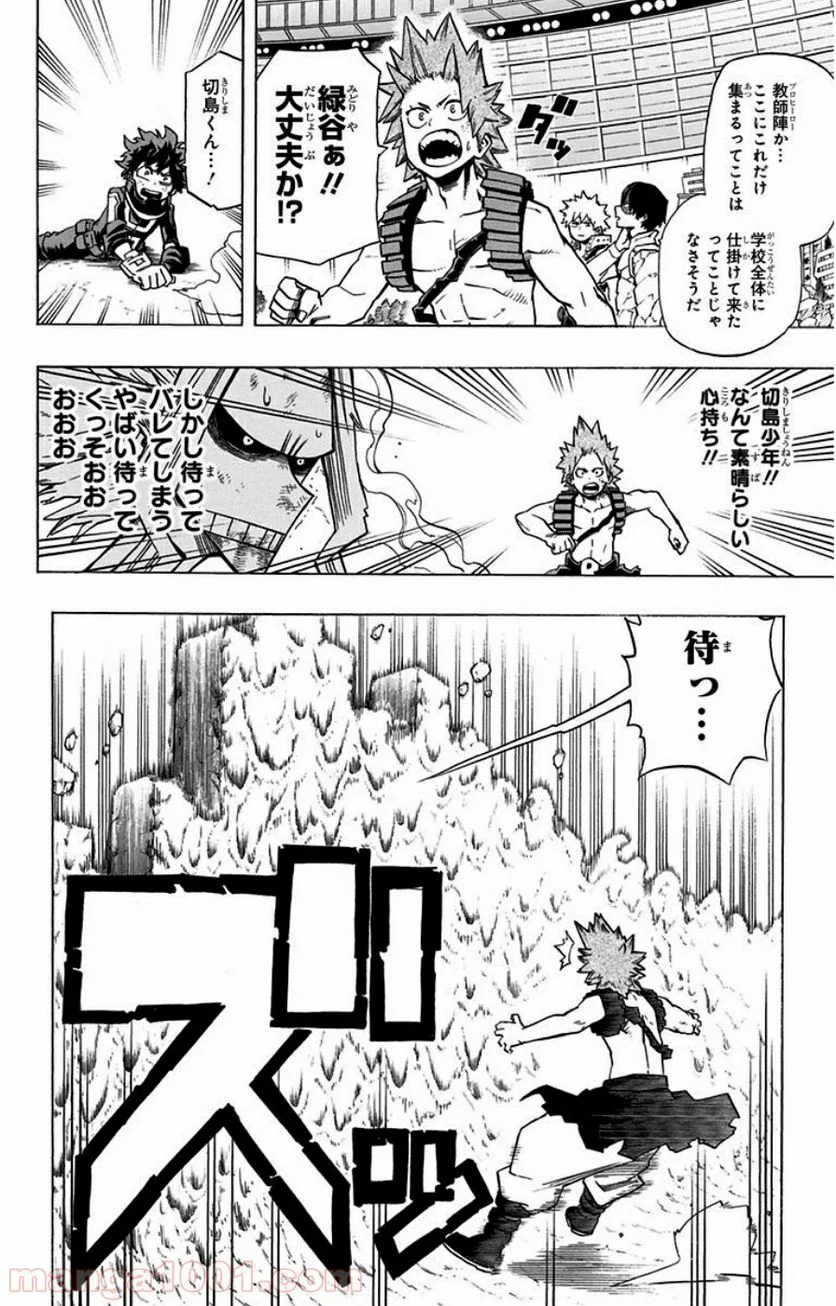 教師陣か…
ここにこれだけ
集まるってことは
学校全体に
仕掛けて来た
ってことじゃ
なさそうだ
ダッ
緑谷ぁ!!
大丈夫か!?
切島くん…!
切島少年!!
なんて素晴らしい
心持ち!!
しかし待って
バレてしまう
やばい待って
くっそおお
おおお
待っ…
ズッ
manga1001.com